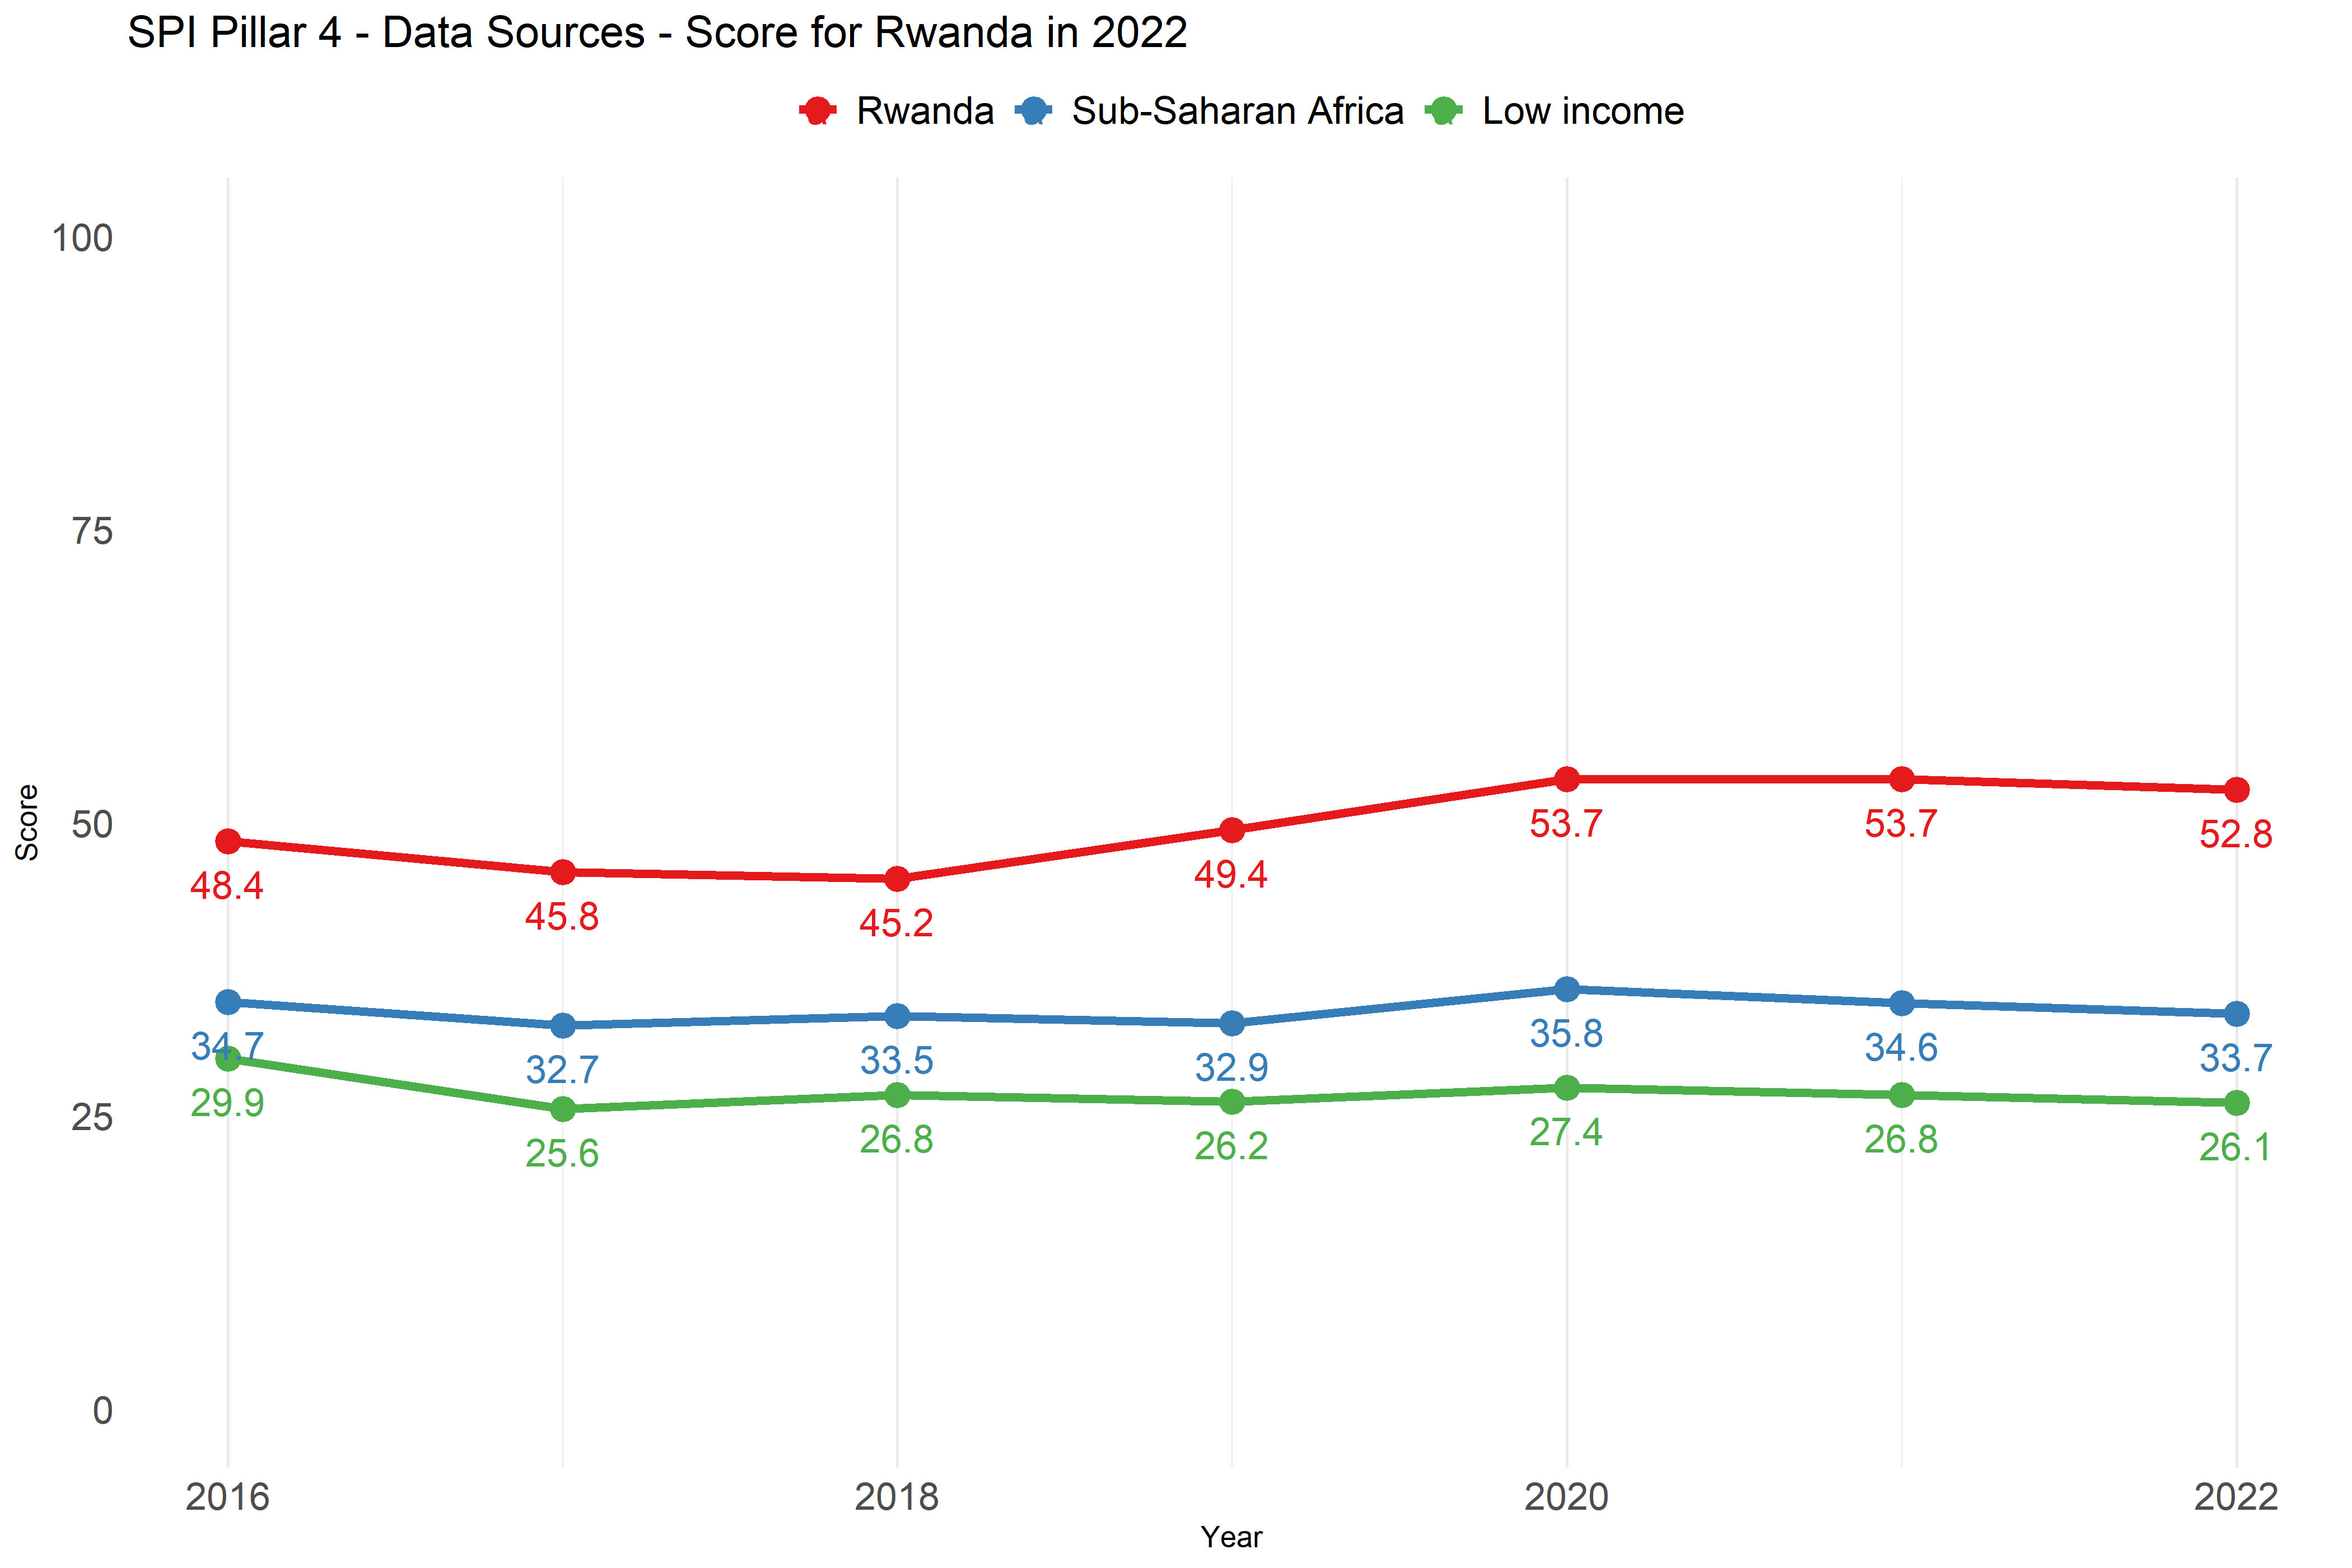 SPI Pillar 4 - Data Sources - Score for Rwanda in 2022
Rwanda Sub-Saharan Africa Low income
100
75
50
25
0
Score
48.4 45.8 45.2 49.4 53.7 53.7 52.8
34.7 32.7 33.5 32.9 35.8 34.6 33.7
29.9 25.6 26.8 26.2 27.4 26.8 26.1
2016 2018 2020 2022
Year